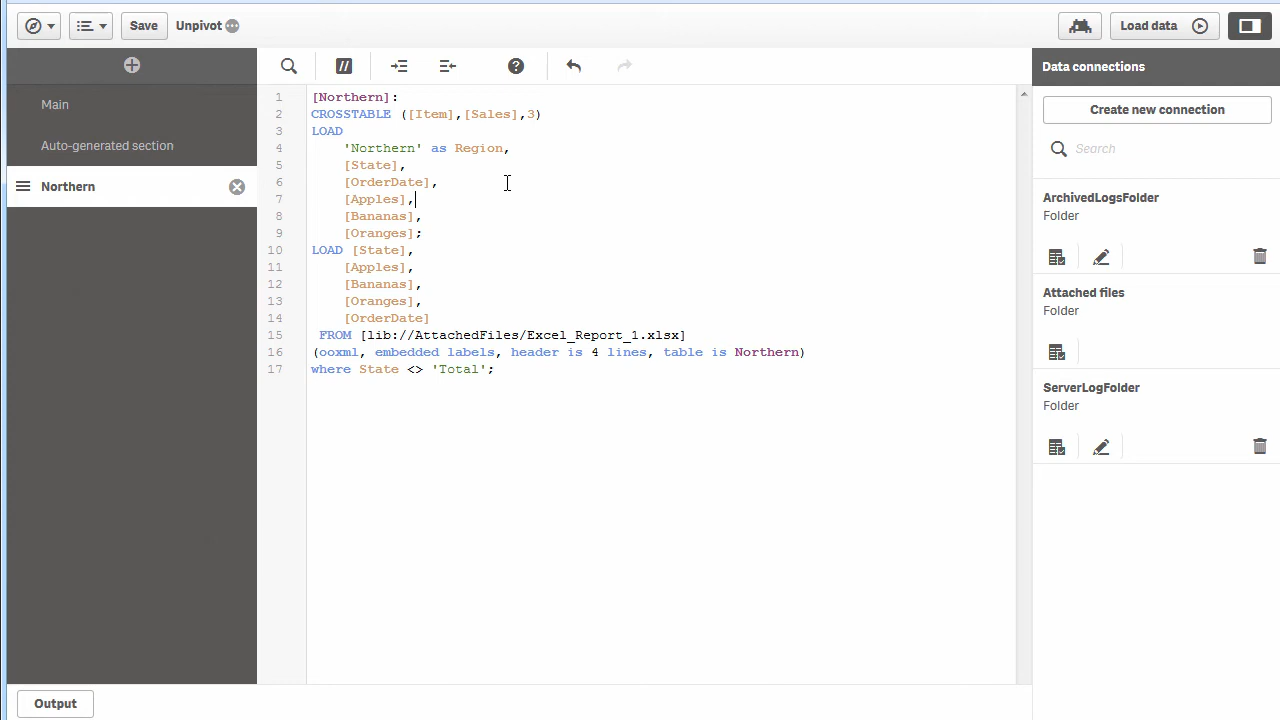 Save
Unpivot
Load data
Main
Auto-generated section
Northern
1 [Northern]:
2 CROSSTABLE ([Item],[Sales],3)
3 LOAD
4 'Northern' as Region,
5 [State],
6 [OrderDate],
7 [Apples],
8 [Bananas],
9 [Oranges];
10 LOAD [State],
11 [Apples],
12 [Bananas],
13 [Oranges],
14 [OrderDate]
15 FROM [lib://AttachedFiles/Excel_Report_1.xlsx]
16 (ooxml, embedded labels, header is 4 lines, table is Northern)
17 where State <> 'Total';
Data connections
Create new connection
Search
ArchivedLogsFolder
Folder
Attached files
Folder
ServerLogFolder
Folder
Output